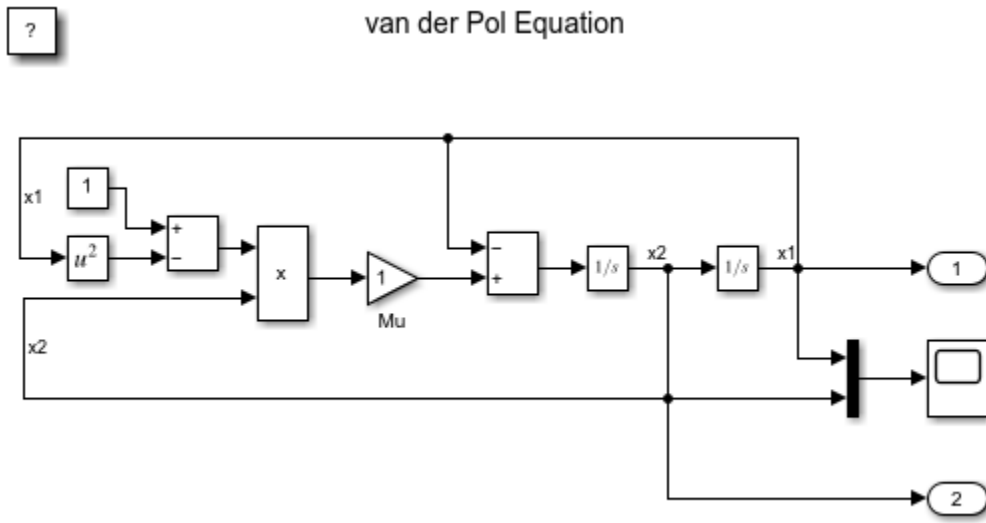 ?
van der Pol Equation
x1
1
+
−
u²
x
1
Mu
−
+
1/s
x2
1/s
x1
1
x2
2